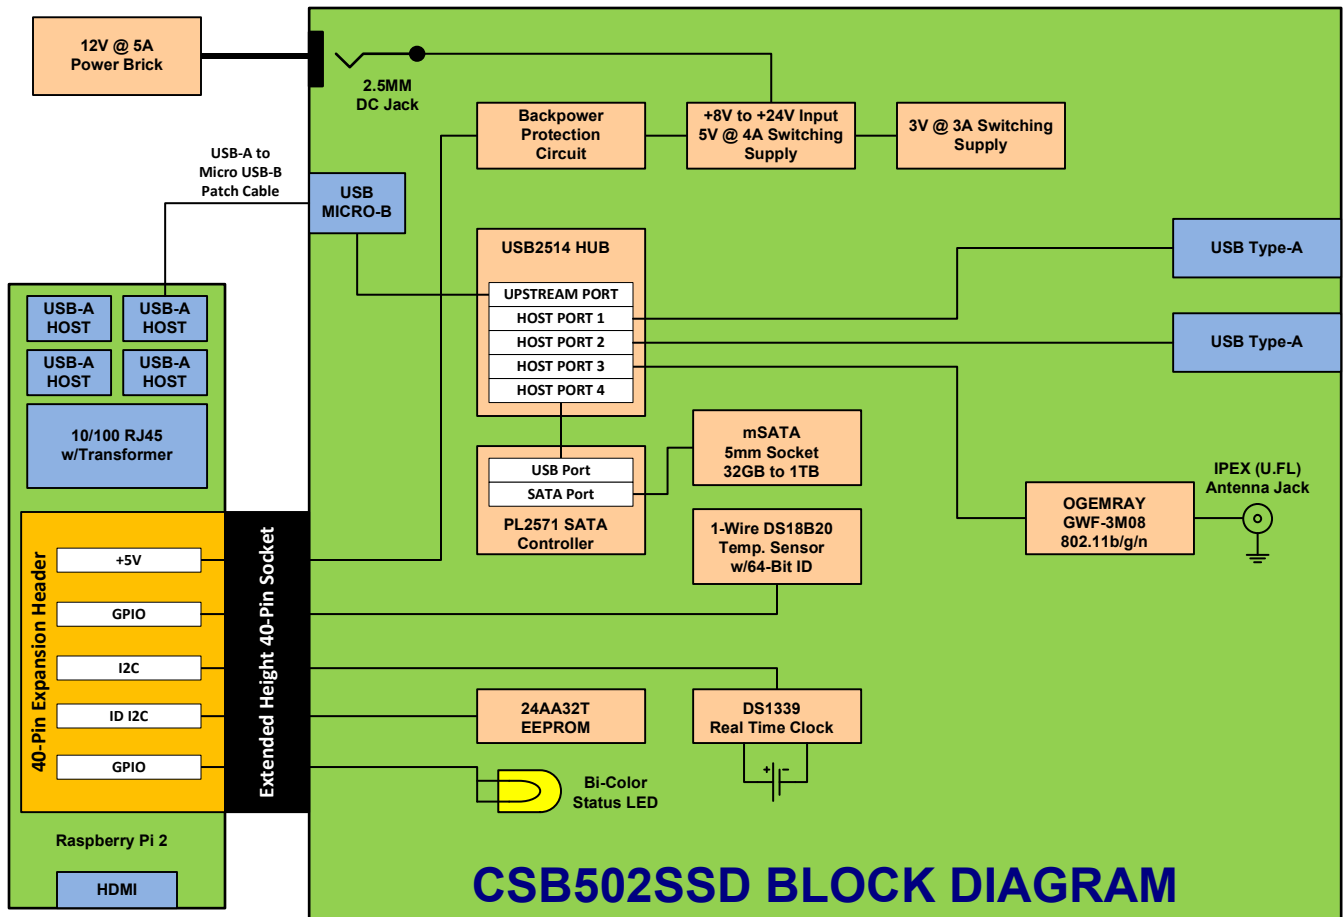 12V @ 5A
Power Brick
2.5MM
DC Jack
Backpower
Protection
Circuit
+8V to +24V Input
5V @ 4A Switching
Supply
3V @ 3A Switching
Supply
USB-A to
Micro USB-B
Patch Cable
USB
MICRO-B
USB2514 HUB
UPSTREAM PORT
HOST PORT 1
HOST PORT 2
HOST PORT 3
HOST PORT 4
USB Type-A
USB Type-A
USB-A
HOST
USB-A
HOST
USB-A
HOST
USB-A
HOST
10/100 RJ45
w/Transformer
USB Port
SATA Port
PL2571 SATA
Controller
mSATA
5mm Socket
32GB to 1TB
IPEX (U.FL)
Antenna Jack
OGEMRAY
GWF-3M08
802.11b/g/n
1-Wire DS18B20
Temp. Sensor
w/64-Bit ID
40-Pin Expansion Header
+5V
GPIO
I2C
ID I2C
GPIO
Extended Height 40-Pin Socket
24AA32T
EEPROM
DS1339
Real Time Clock
+ -
Bi-Color
Status LED
Raspberry Pi 2
HDMI
CSB502SSD BLOCK DIAGRAM